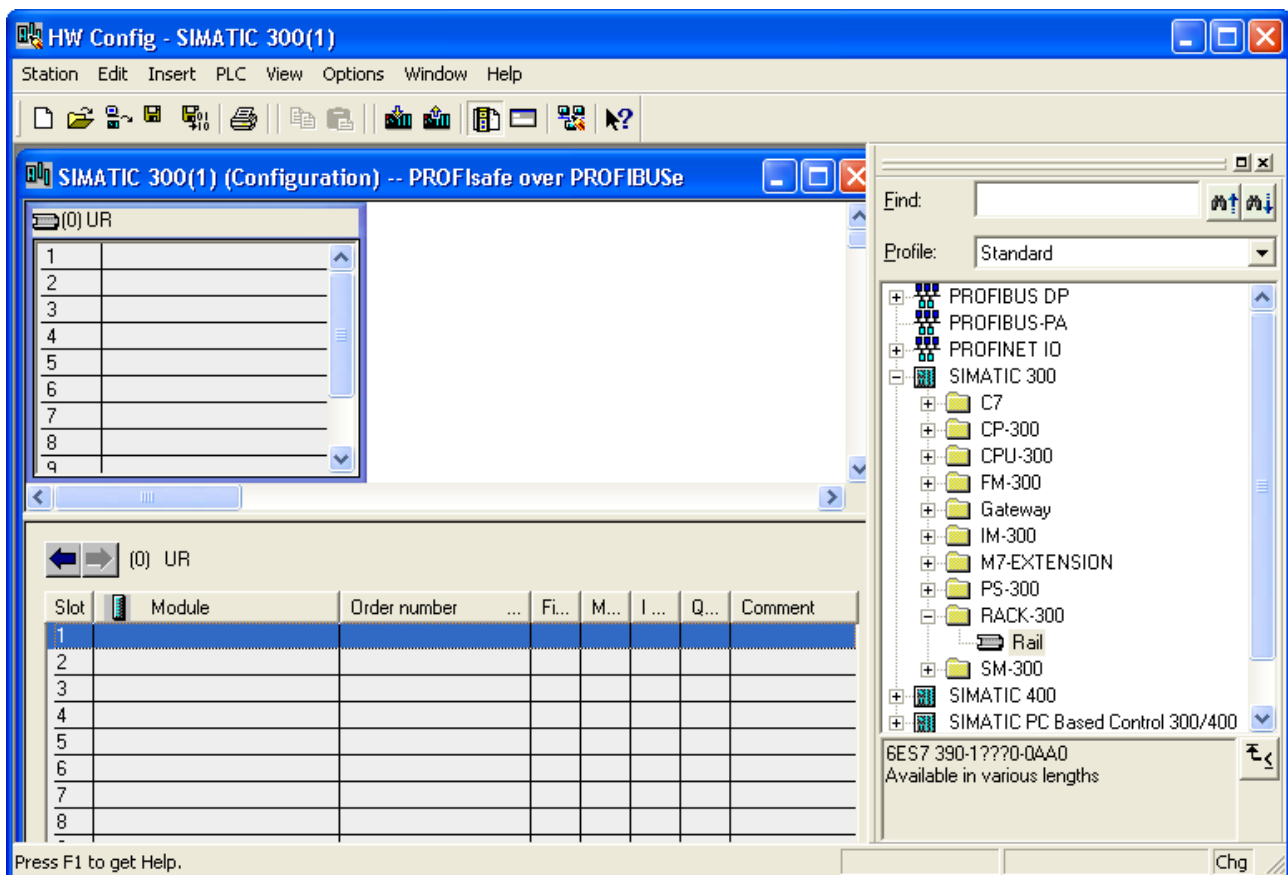 HW Config - SIMATIC 300(1)
Station Edit Insert PLC View Options Window Help
SIMATIC 300(1) (Configuration) -- PROFIsafe over PROFIBUSe
(0) UR
1
2
3
4
5
6
7
8
9
(0) UR
Slot Module Order number ... Fi... M... I ... Q... Comment
1
2
3
4
5
6
7
8
Find:
Profile: Standard
PROFIBUS DP
PROFIBUS-PA
PROFINET IO
SIMATIC 300
C7
CP-300
CPU-300
FM-300
Gateway
IM-300
M7-EXTENSION
PS-300
RACK-300
Rail
SM-300
SIMATIC 400
SIMATIC PC Based Control 300/400
6ES7 390-1???0-0AA0
Available in various lengths
Press F1 to get Help. Chg